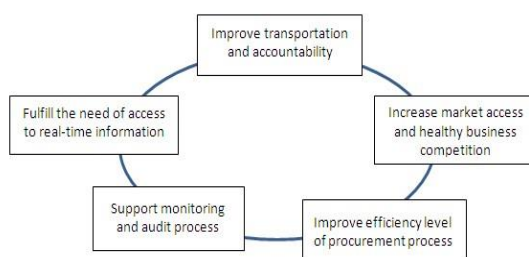 Improve transportation
and accountability
Fulfill the need of access
to real-time information
Increase market access
and healthy business
competition
Support monitoring
and audit process
Improve efficiency level
of procurement process